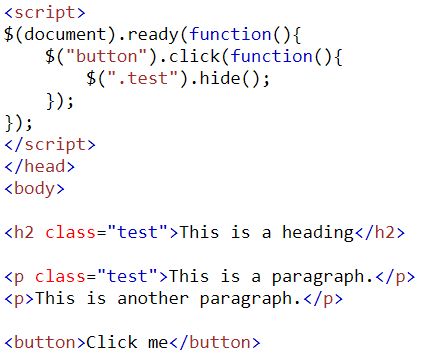 <script>
$(document).ready(function(){
    $("button").click(function(){
        $(".test").hide();
    });
});
</script>
</head>
<body>
<h2 class="test">This is a heading</h2>
<p class="test">This is a paragraph.</p>
<p>This is another paragraph.</p>
<button>Click me</button>